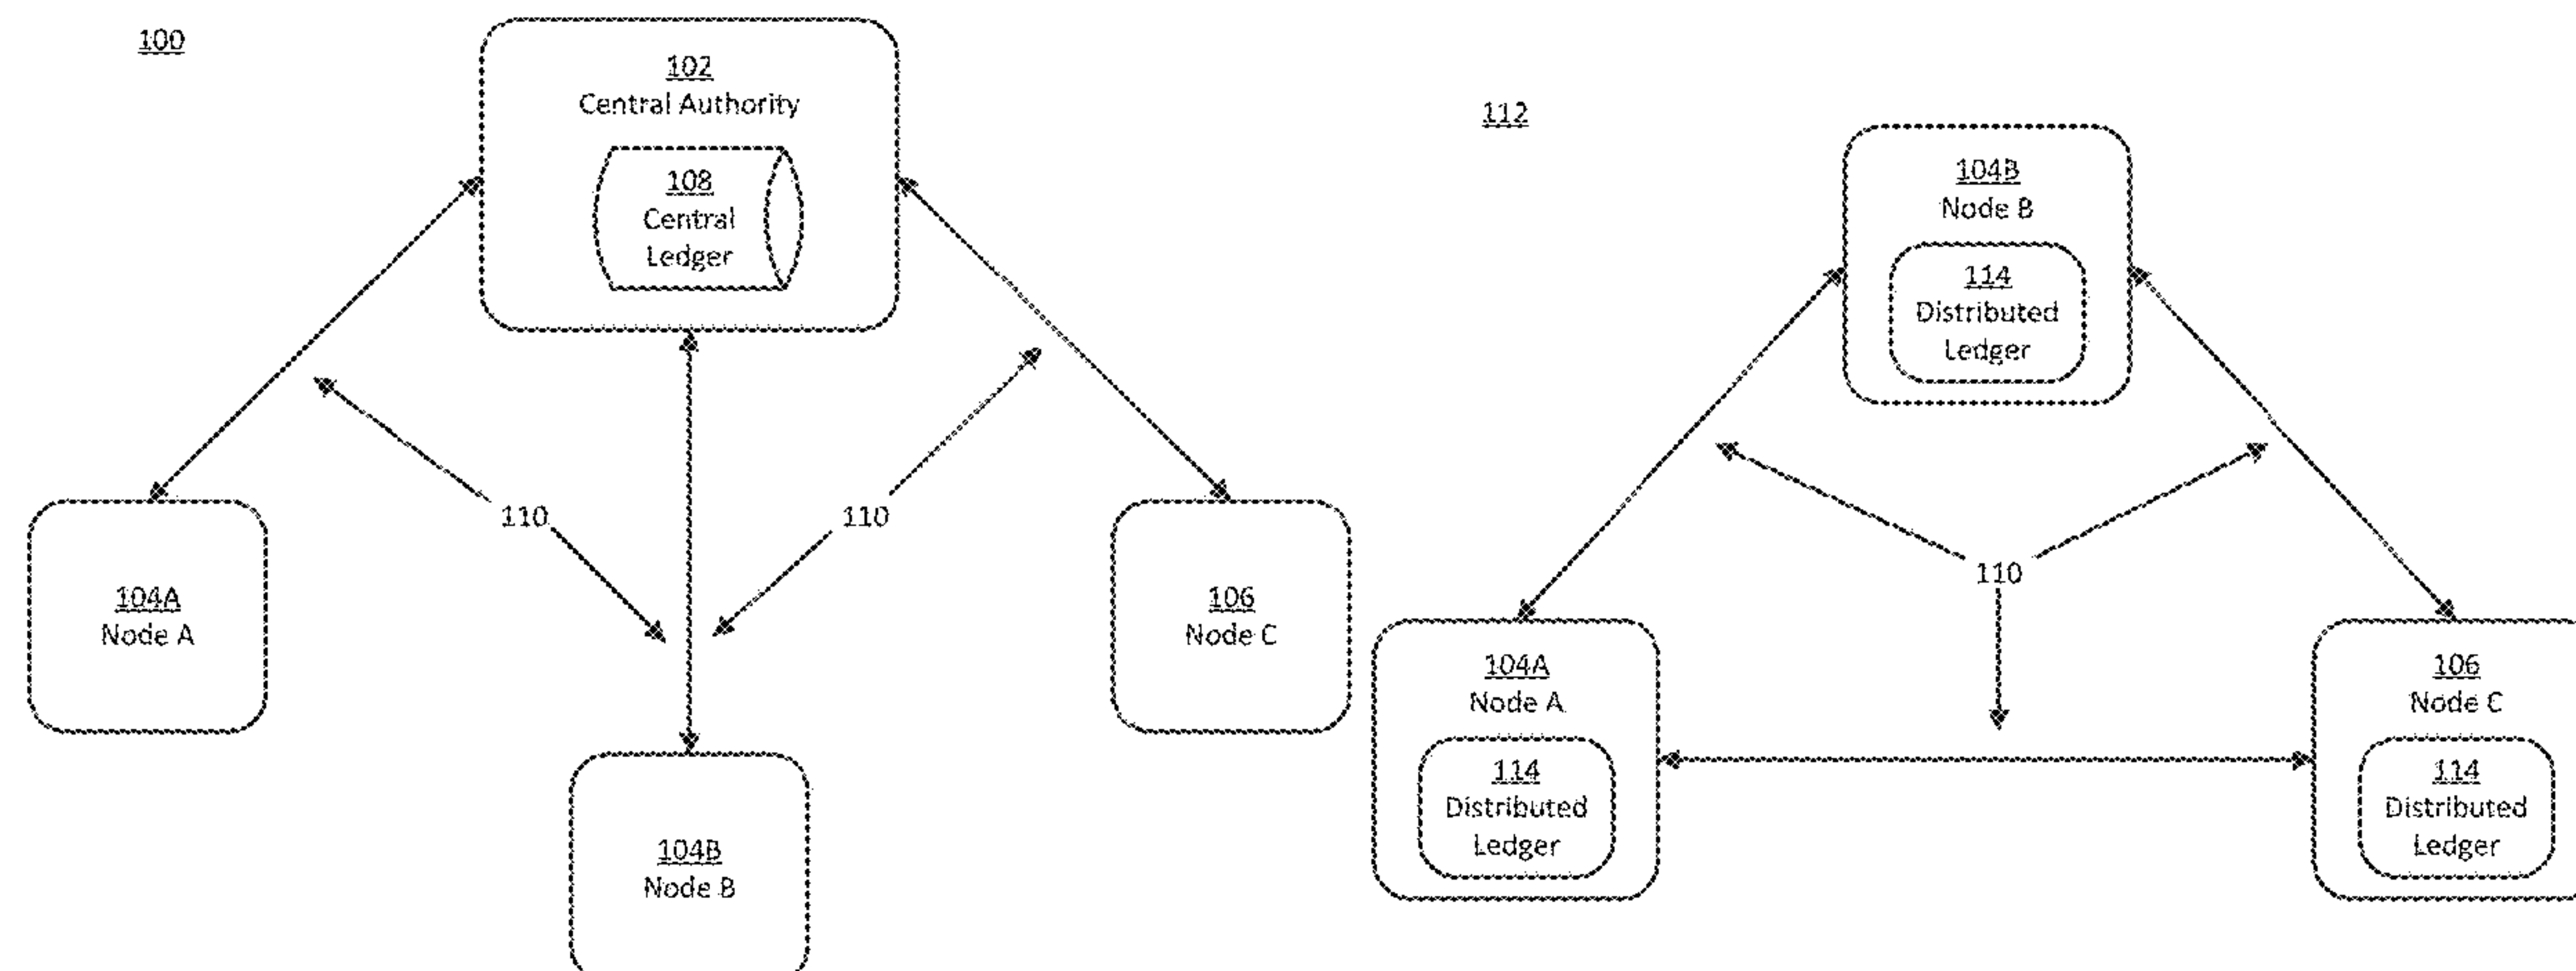 100
102
Central Authority
108
Central
Ledger
110
110
104A
Node A
106
Node C
104B
Node B
112
104B
Node B
114
Distributed
Ledger
110
104A
Node A
114
Distributed
Ledger
106
Node C
114
Distributed
Ledger